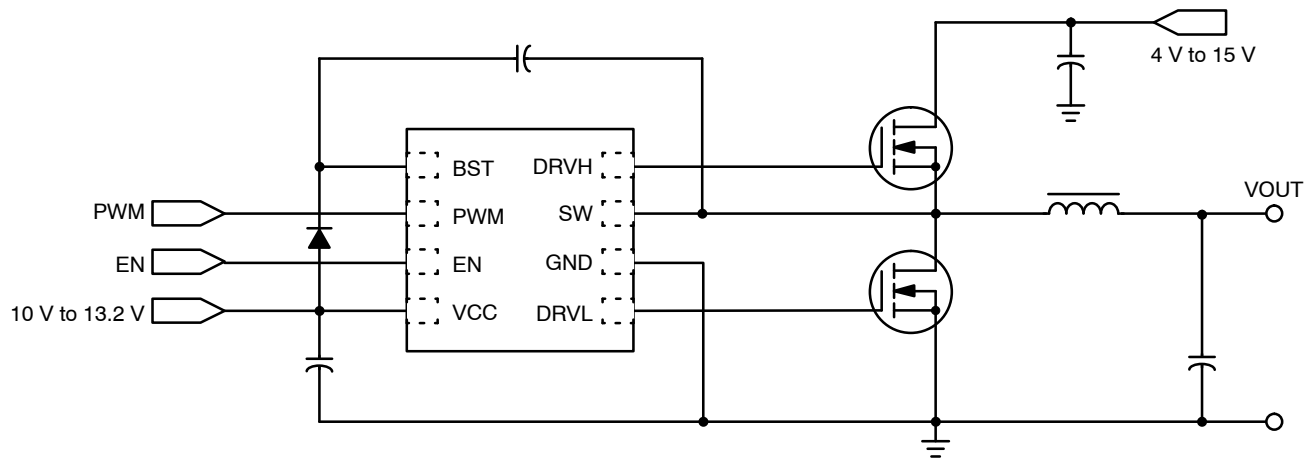 4 V to 15 V
BST
DRVH
PWM
PWM
SW
VOUT
EN
EN
GND
10 V to 13.2 V
VCC
DRVL